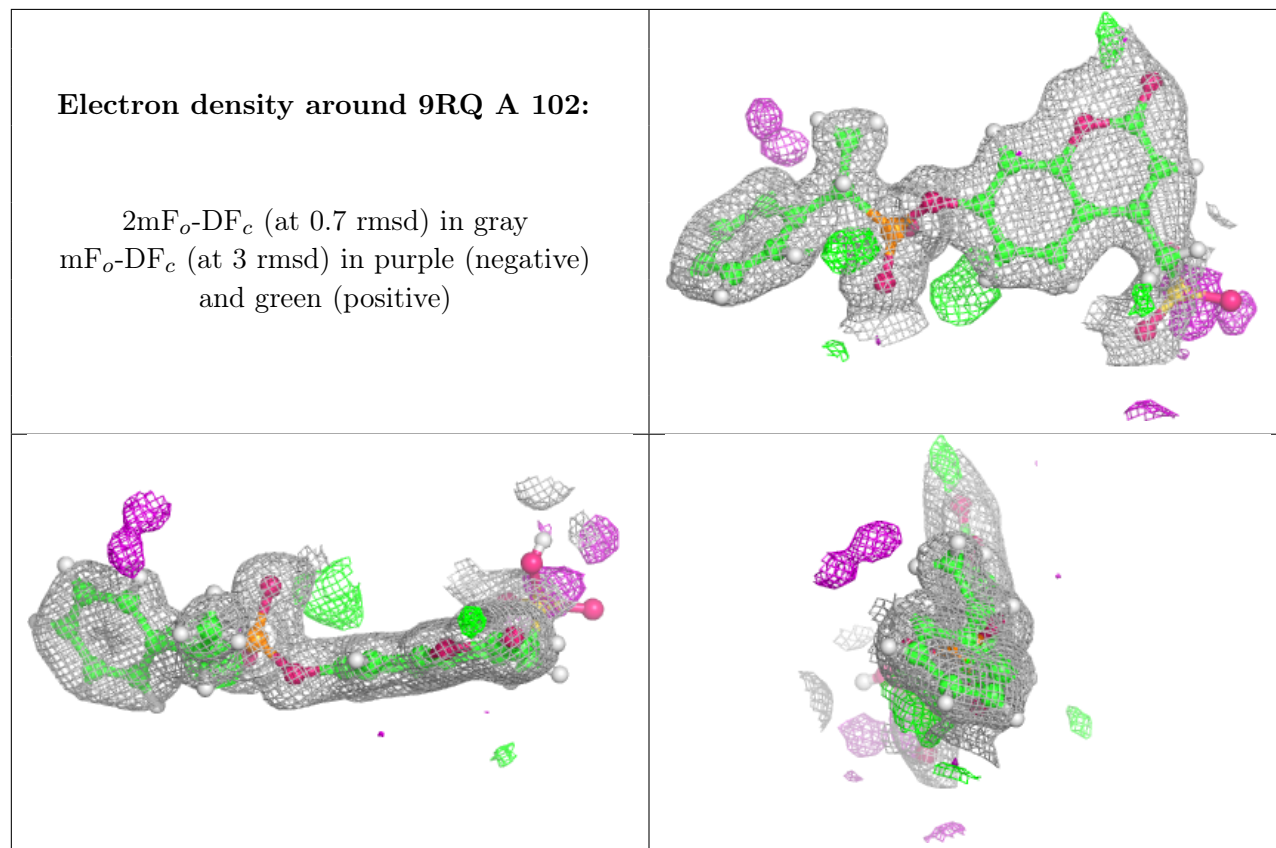 Electron density around 9RQ A 102:
2mFo-DFc (at 0.7 rmsd) in gray
mFo-DFc (at 3 rmsd) in purple (negative)
and green (positive)